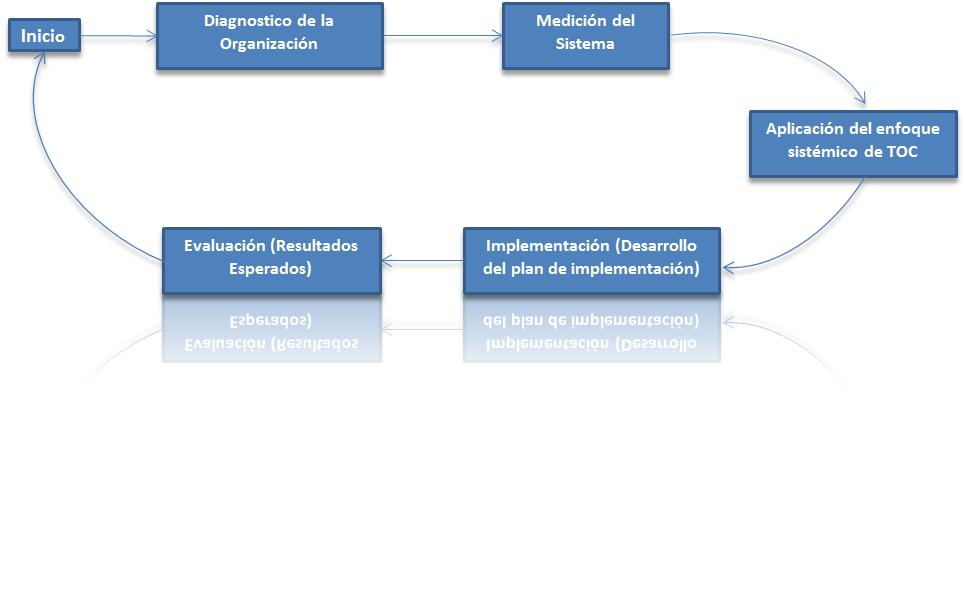 Inicio
Diagnostico de la
Organización
Medición del
Sistema
Aplicación del enfoque
sistémico de TOC
Implementación (Desarrollo
del plan de implementación)
Evaluación (Resultados
Esperados)